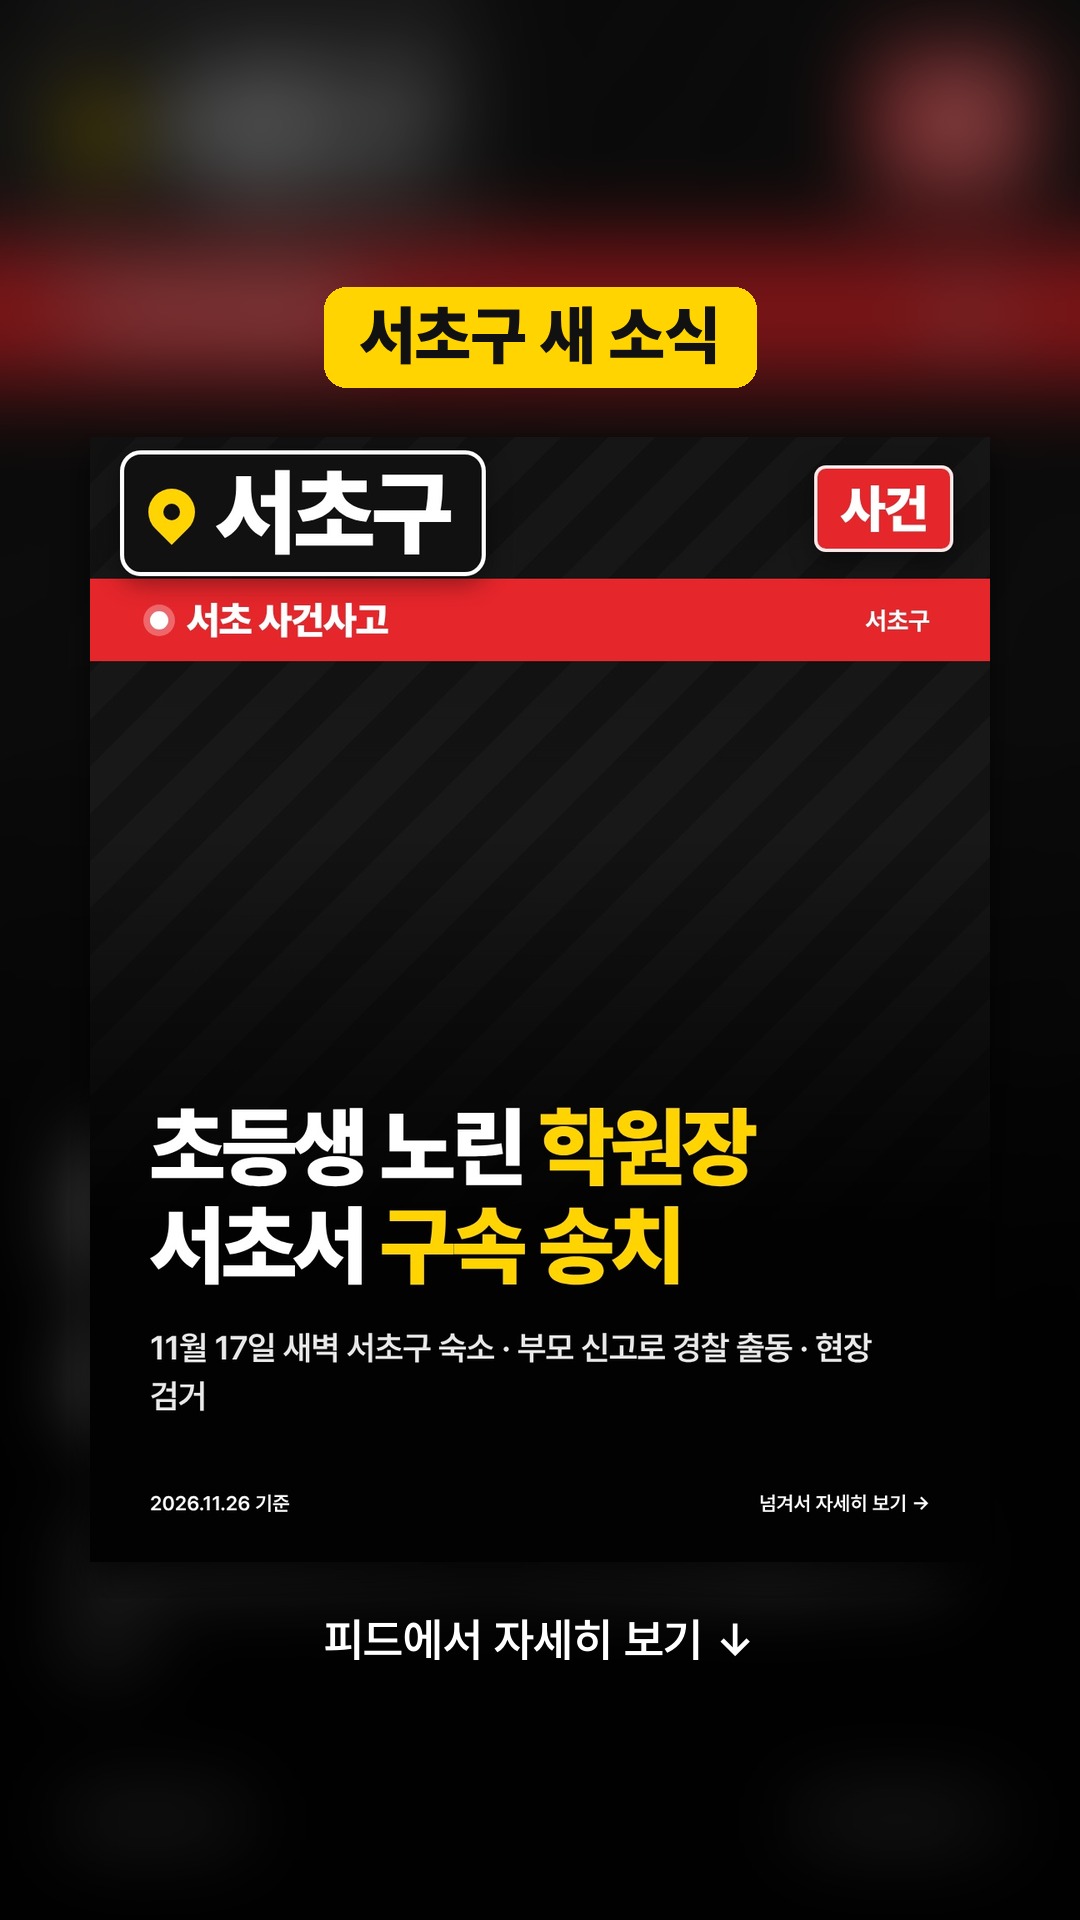 서초구 새 소식
서초구
사건
서초 사건사고
서초구
초등생 노린 학원장
서초서 구속 송치
11월 17일 새벽 서초구 숙소 · 부모 신고로 경찰 출동 · 현장
검거
2026.11.26 기준
넘겨서 자세히 보기 →
피드에서 자세히 보기 ↓